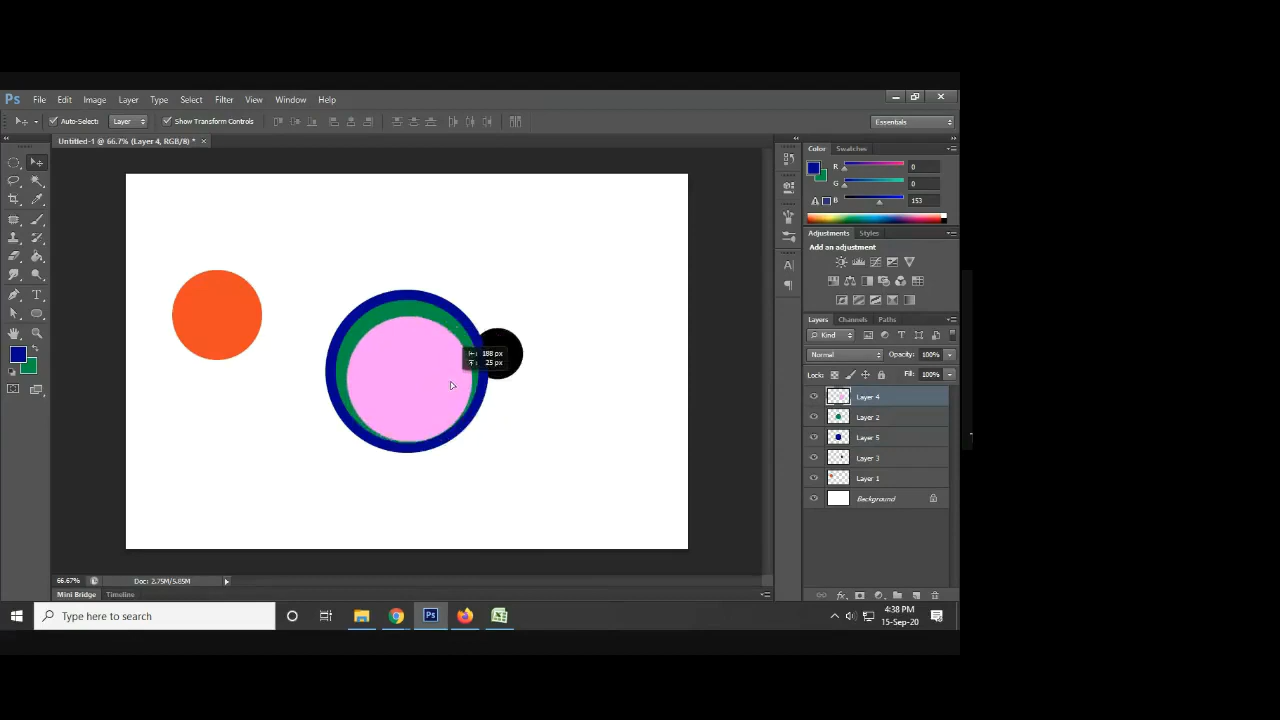 Ps File Edit Image Layer Type Select Filter View Window Help
Auto-Select: Layer Show Transform Controls Essentials
Untitled-1 @ 66.7% (Layer 4, RGB/8) * ×
Color Swatches
R 0
G 0
B 153
Adjustments Styles
Add an adjustment
Layers Channels Paths
Kind
Normal Opacity: 100%
Lock: Fill: 100%
188 px
25 px
Layer 4
Layer 2
Layer 5
Layer 3
Layer 1
Background
66.67% Doc: 2.75M/5.85M
Mini Bridge Timeline
Type here to search
Ps
4:38 PM
15-Sep-20